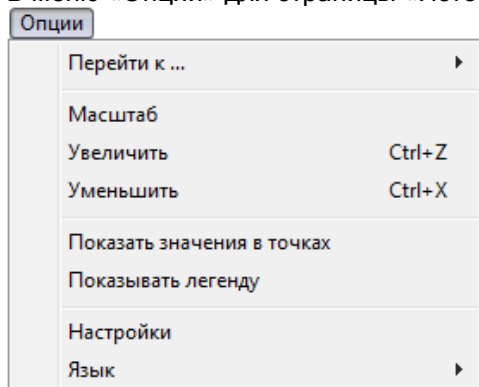 Опции
Перейти к ...
Масштаб
Увеличить Ctrl+Z
Уменьшить Ctrl+X
Показать значения в точках
Показывать легенду
Настройки
Язык